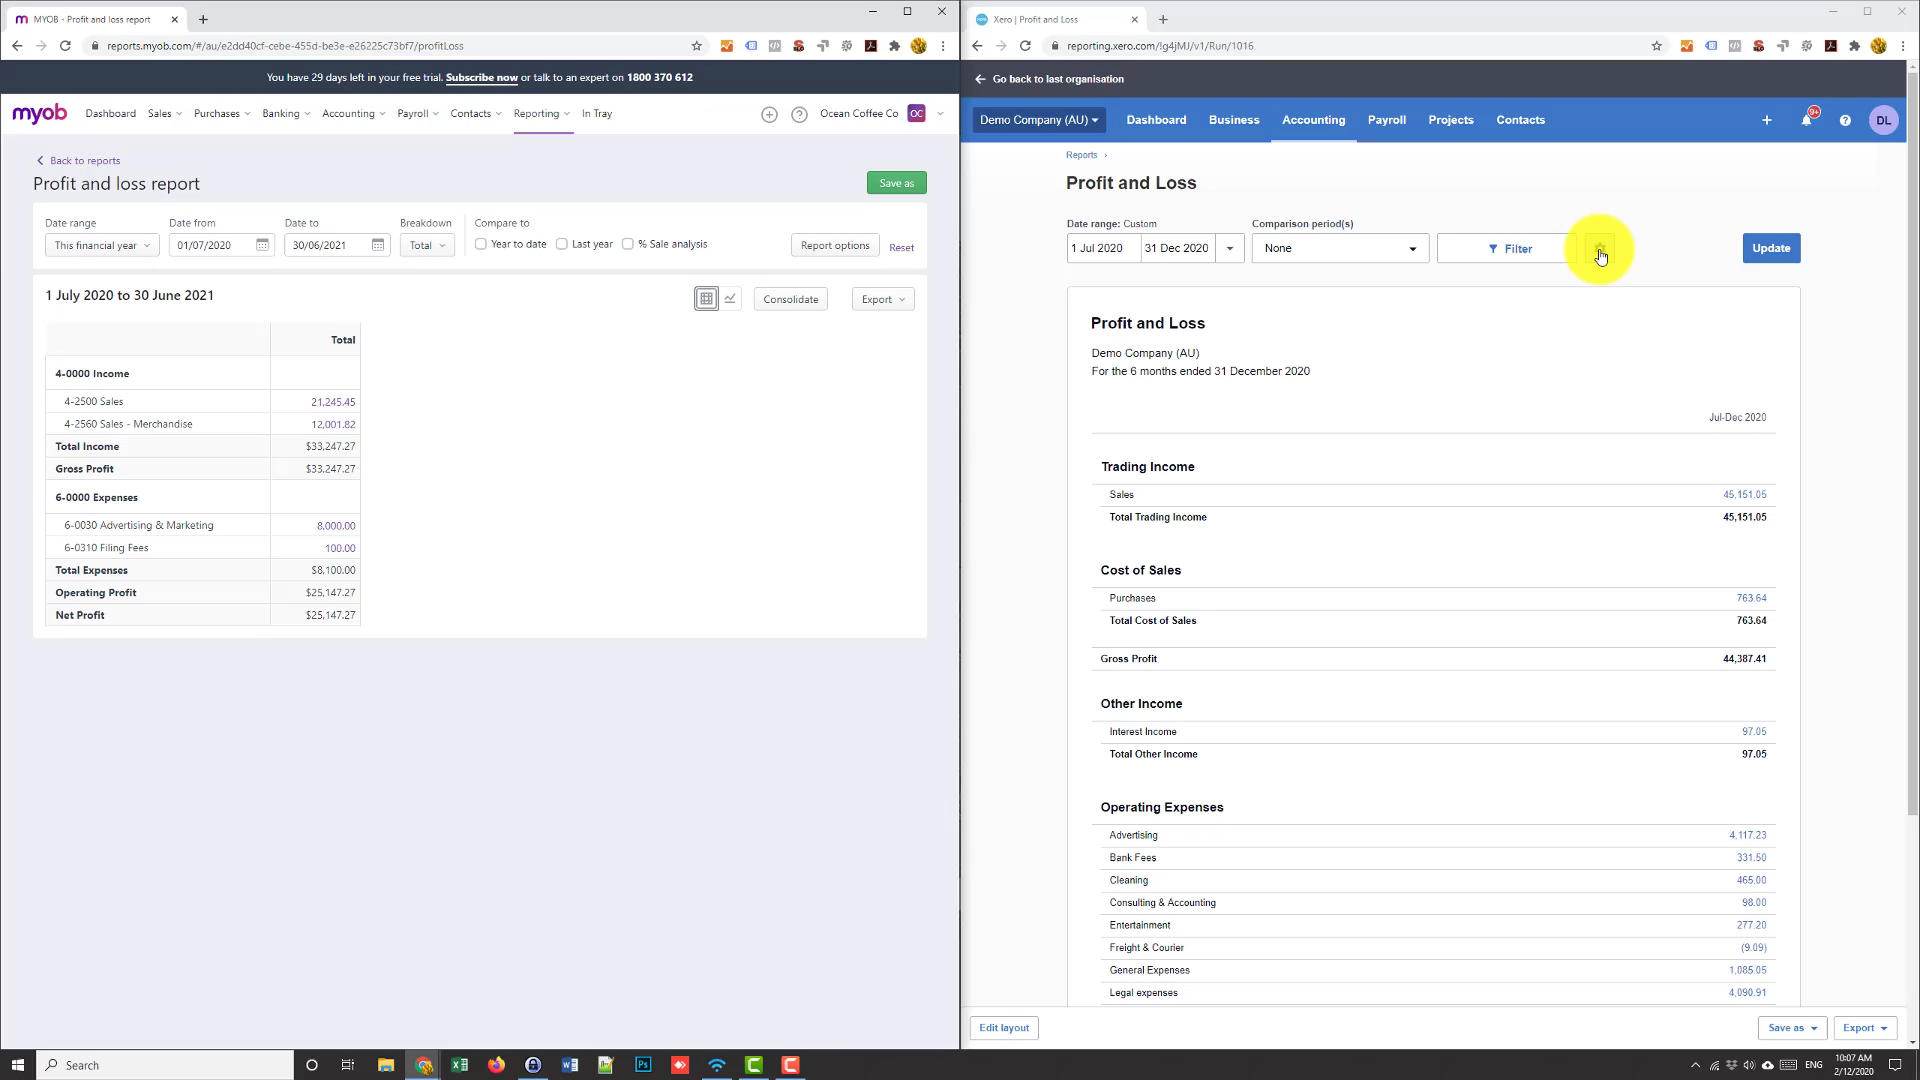 MYOB - Profit and loss report
reports.myob.com/#/au/e2dd40cf-cebe-455d-be3e-e26225c73bf7/profitLoss
You have 29 days left in your free trial. Subscribe now or talk to an expert on 1800 370 612
myob Dashboard Sales Purchases Banking Accounting Payroll Contacts Reporting In Tray Ocean Coffee Co OC
Back to reports
Profit and loss report
Save as
Date range Date from Date to Breakdown Compare to
This financial year 01/07/2020 30/06/2021 Total Year to date Last year % Sale analysis Report options Reset
1 July 2020 to 30 June 2021
Consolidate Export
Total
4-0000 Income
4-2500 Sales 21,245.45
4-2560 Sales - Merchandise 12,001.82
Total Income $33,247.27
Gross Profit $33,247.27
6-0000 Expenses
6-0030 Advertising & Marketing 8,000.00
6-0310 Filing Fees 100.00
Total Expenses $8,100.00
Operating Profit $25,147.27
Net Profit $25,147.27
Xero | Profit and Loss
reporting.xero.com/!g4jMJ/v1/Run/1016
Go back to last organisation
Demo Company (AU) Dashboard Business Accounting Payroll Projects Contacts 9+ DL
Reports
Profit and Loss
Date range: Custom Comparison period(s)
1 Jul 2020 31 Dec 2020 None Filter Update
Profit and Loss
Demo Company (AU)
For the 6 months ended 31 December 2020
Jul-Dec 2020
Trading Income
Sales 45,151.05
Total Trading Income 45,151.05
Cost of Sales
Purchases 763.64
Total Cost of Sales 763.64
Gross Profit 44,387.41
Other Income
Interest Income 97.05
Total Other Income 97.05
Operating Expenses
Advertising 4,117.23
Bank Fees 331.50
Cleaning 465.00
Consulting & Accounting 98.00
Entertainment 277.20
Freight & Courier (9.09)
General Expenses 1,085.05
Legal expenses 4,090.91
Edit layout Save as Export
Search
ENG
10:07 AM
2/12/2020